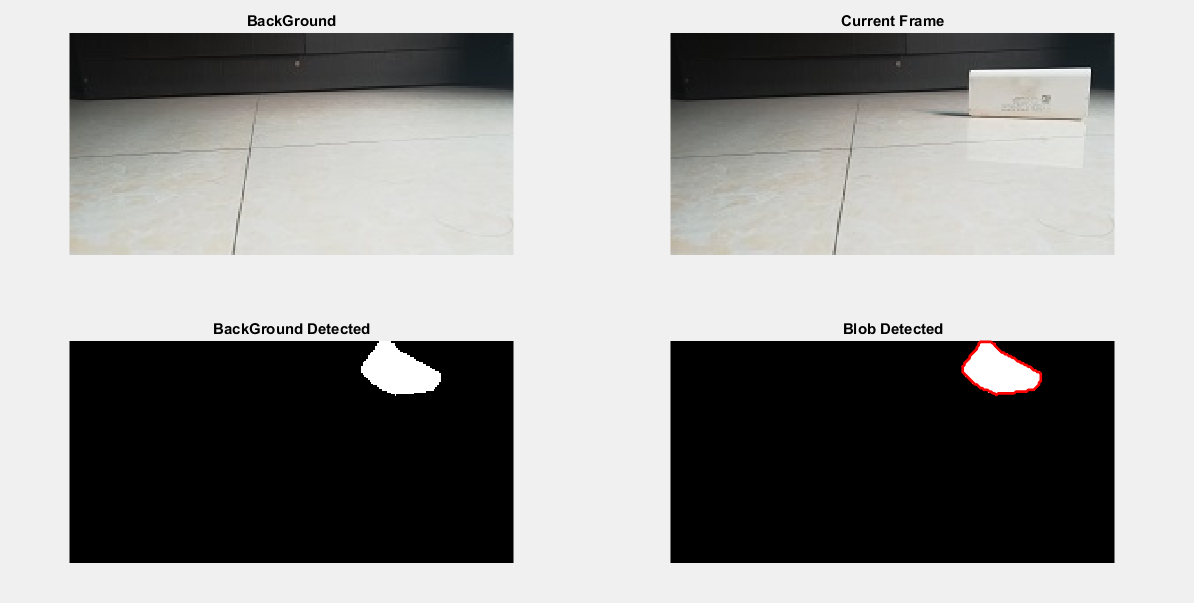 BackGround
Current Frame
BackGround Detected
Blob Detected